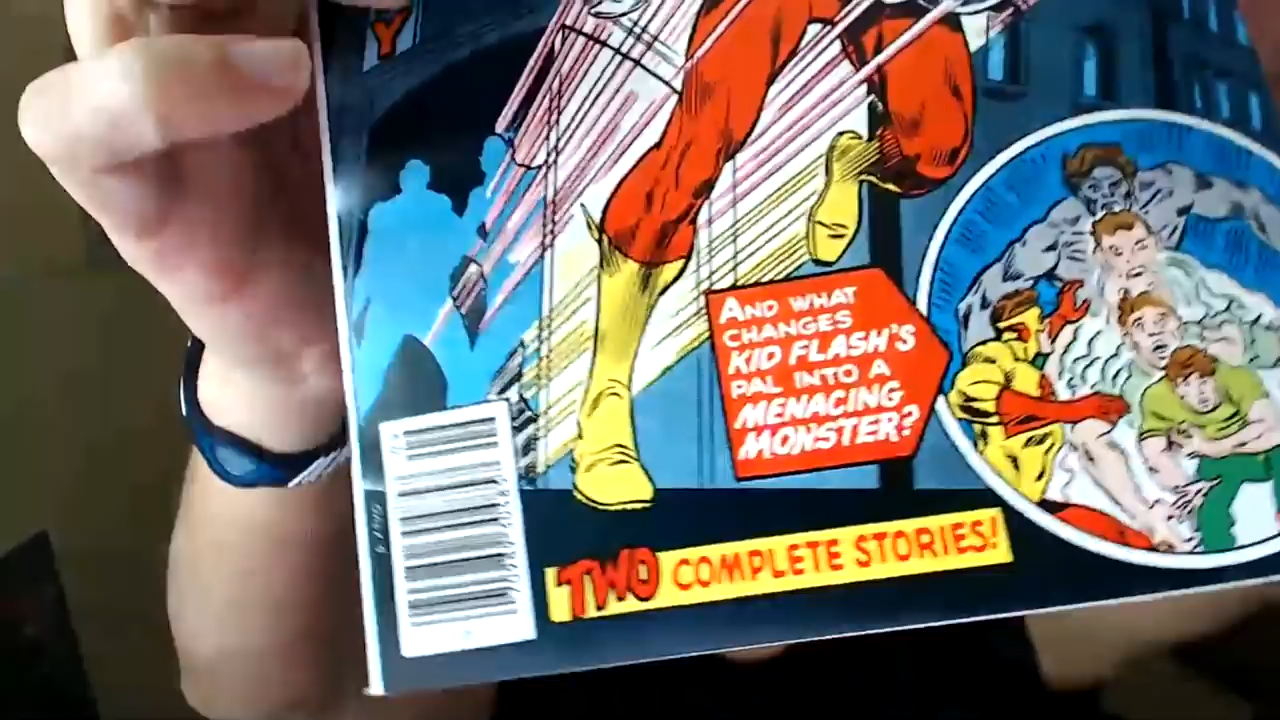 Y
AND WHAT
CHANGES
KID FLASH'S
PAL INTO A
MENACING
MONSTER?
TWO COMPLETE STORIES!